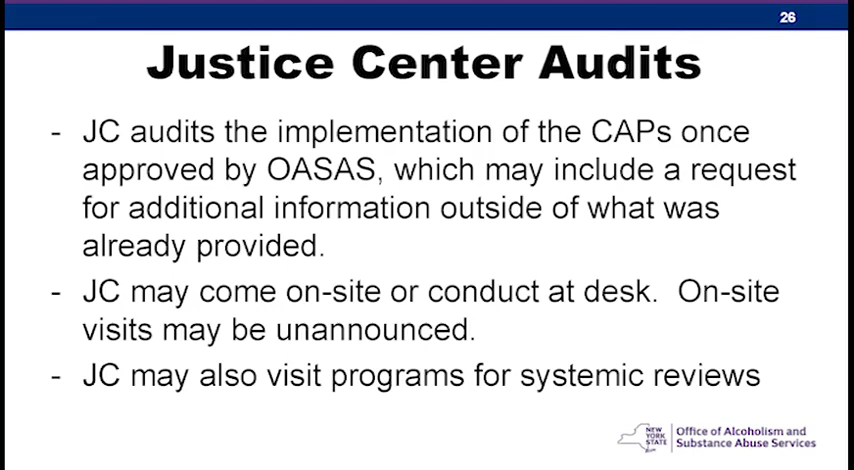 26
Justice Center Audits
- JC audits the implementation of the CAPs once
approved by OASAS, which may include a request
for additional information outside of what was
already provided.
- JC may come on-site or conduct at desk.  On-site
visits may be unannounced.
- JC may also visit programs for systemic reviews
NEW
YORK
STATE
Office of Alcoholism and
Substance Abuse Services